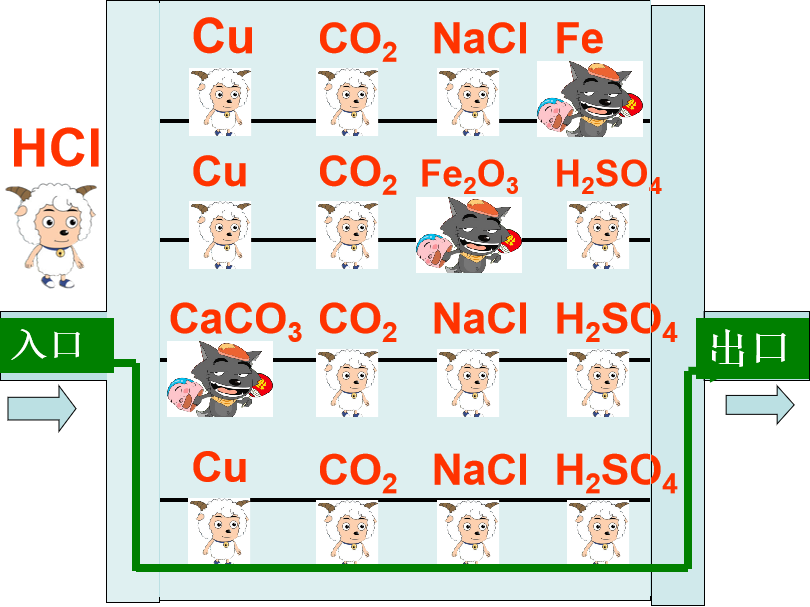 Cu CO₂ NaCl Fe
HCl
Cu CO₂ Fe₂O₃ H₂SO₄
CaCO₃ CO₂ NaCl H₂SO₄
入口
出口
Cu CO₂ NaCl H₂SO₄